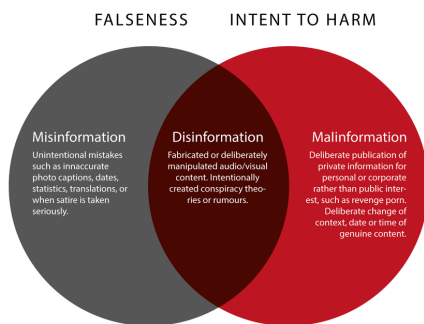 FALSENESS
INTENT TO HARM
Misinformation
Unintentional mistakes
such as innaccurate
photo captions, dates,
statistics, translations, or
when satire is taken
seriously.
Disinformation
Fabricated or deliberately
manipulated audio/visual
content. Intentionally
created conspiracy theo-
ries or rumours.
Malinformation
Deliberate publication of
private information for
personal or corporate
rather than public inter-
est, such as revenge porn.
Deliberate change of
context, date or time of
genuine content.